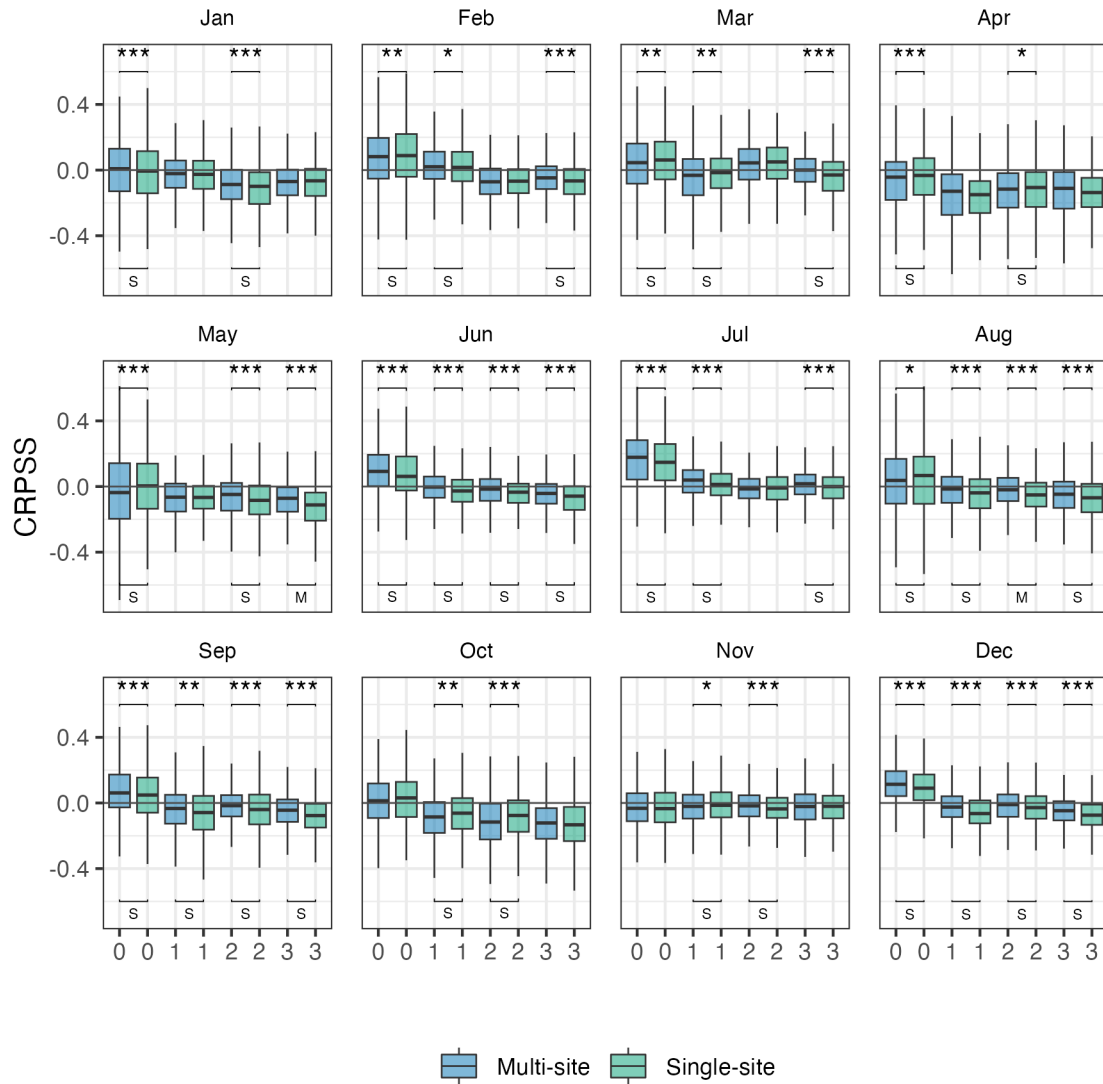 Jan Feb Mar Apr
*** *** ** * *** ** ** *** *** *
0.4
0.0
-0.4
S S S S S S S S S S
May Jun Jul Aug
*** *** *** *** *** *** *** *** *** *** * *** *** ***
0.4
0.0
-0.4
S S M S S S S S S S S S M S
CRPSS
Sep Oct Nov Dec
*** ** *** *** ** *** * *** *** *** *** ***
0.4
0.0
-0.4
S S S S S S S S S S S S
0 0 1 1 2 2 3 3 0 0 1 1 2 2 3 3 0 0 1 1 2 2 3 3 0 0 1 1 2 2 3 3
Multi-site Single-site